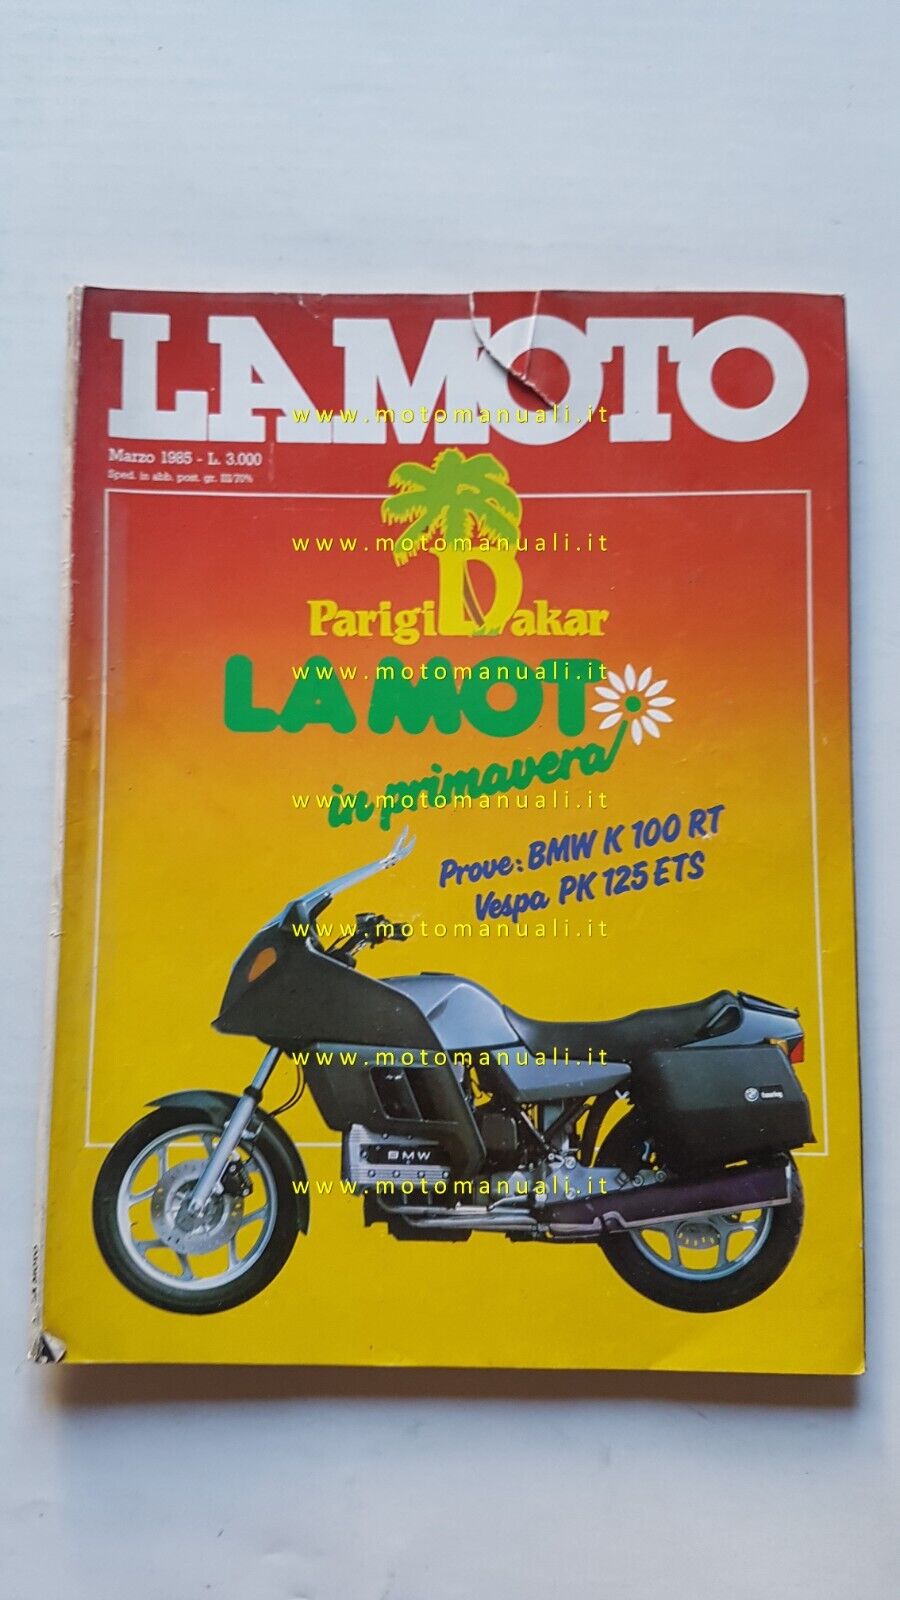 LAMOTO
www.motomanuali.it
Marzo 1985 - L. 3.000
Sped. in abb. post. gr. III/70%
www.motomanuali.it
Parigi Dakar
LA MOTO
www.motomanuali.it
in primavera
www.motomanuali.it
Prove: BMW K 100 RT
Vespa PK 125 ETS
www.motomanuali.it
www.motomanuali.it
touring
BMW
www.motomanuali.it
LA MOTO